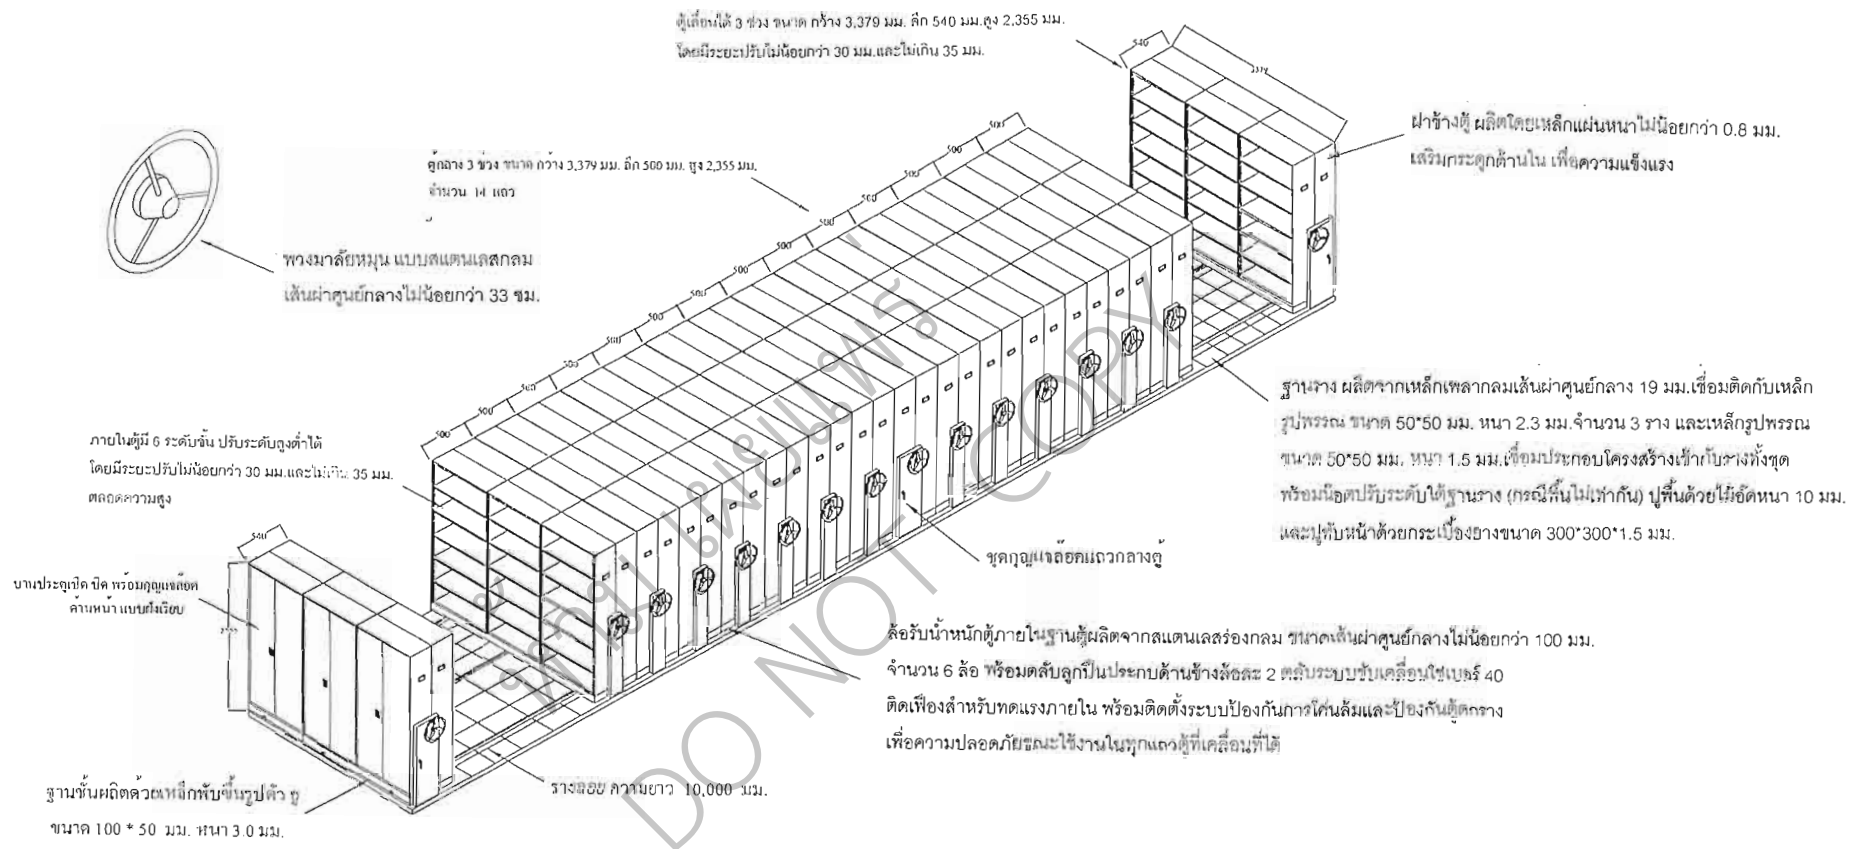 ตู้เลื่อนได้ 3 ช่วง ขนาด กว้าง 3,379 มม. ลึก 540 มม.สูง 2,355 มม.
โดยมีระยะปรับไม่น้อยกว่า 30 มม.และไม่เกิน 35 มม.
540
3379
ฝาข้างตู้ ผลิตโดยเหล็กแผ่นหนาไม่น้อยกว่า 0.8 มม.
เสริมกระดูกด้านใน เพื่อความแข็งแรง
ตู้กลาง 3 ช่วง ขนาด กว้าง 3,379 มม. ลึก 500 มม. สูง 2,355 มม.
จำนวน 14 แถว
พวงมาลัยหมุน แบบสแตนเลสกลม
เส้นผ่าศูนย์กลางไม่น้อยกว่า 33 ซม.
500
500
500
500
500
500
500
500
500
500
500
500
500
500
ฐานราง ผลิตจากเหล็กเพลากลมเส้นผ่าศูนย์กลาง 19 มม.เชื่อมติดกับเหล็ก
รูปพรรณ ขนาด 50*50 มม. หนา 2.3 มม.จำนวน 3 ราง และเหล็กรูปพรรณ
ขนาด 50*50 มม. หนา 1.5 มม.เชื่อมประกอบโครงสร้างเข้ากับรางทั้งชุด
พร้อมน๊อตปรับระดับใต้ฐานราง (กรณีพื้นไม่เท่ากัน) ปูพื้นด้วยไม้อัดหนา 10 มม.
และปูทับหน้าด้วยกระเบื้องยางขนาด 300*300*1.5 มม.
ภายในตู้มี 6 ระดับชั้น ปรับระดับสูงต่ำได้
โดยมีระยะปรับไม่น้อยกว่า 30 มม.และไม่เกิน 35 มม.
ตลอดความสูง
540
บานประตูเปิด ปิด พร้อมกุญแจล็อค
ด้านหน้า แบบฝังเรียบ
ชุดกุญแจล็อคแถวกลางตู้
ล้อรับน้ำหนักตู้ภายในฐานตู้ผลิตจากสแตนเลสร่องกลม ขนาดเส้นผ่าศูนย์กลางไม่น้อยกว่า 100 มม.
จำนวน 6 ล้อ พร้อมตลับลูกปืนประกบด้านข้างล้อละ 2 ตลับระบบขับเคลื่อนโซ่เบอร์ 40
ติดเฟืองสำหรับทดแรงภายใน พร้อมติดตั้งระบบป้องกันการโค่นล้มและป้องกันตู้ตกราง
เพื่อความปลอดภัยขณะใช้งานในทุกแถวตู้ที่เคลื่อนที่ได้
รางลอย ความยาว 10,000 มม.
ฐานชั้นผลิตด้วยเหล็กพับขึ้นรูปตัว ยู
ขนาด 100 * 50 มม. หนา 3.0 มม.
DO NOT COPY